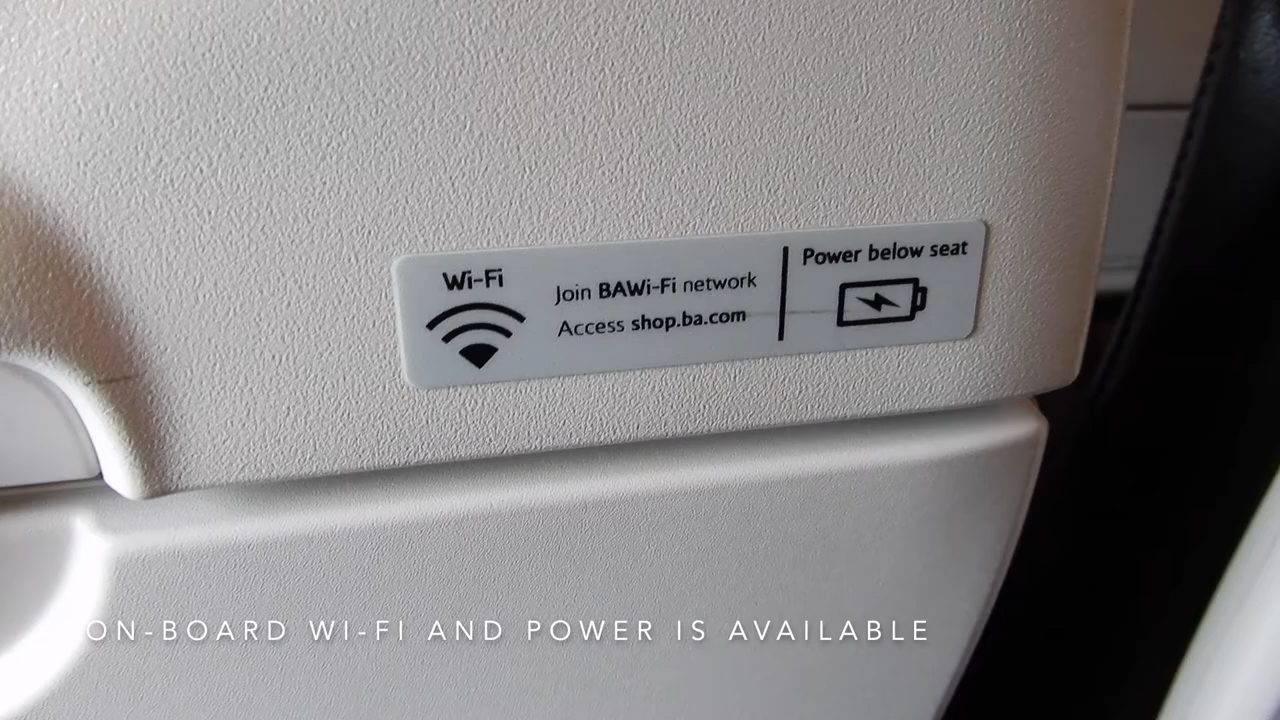 Wi-Fi
Join BAWi-Fi network
Access shop.ba.com
Power below seat
ON-BOARD WI-FI AND POWER IS AVAILABLE